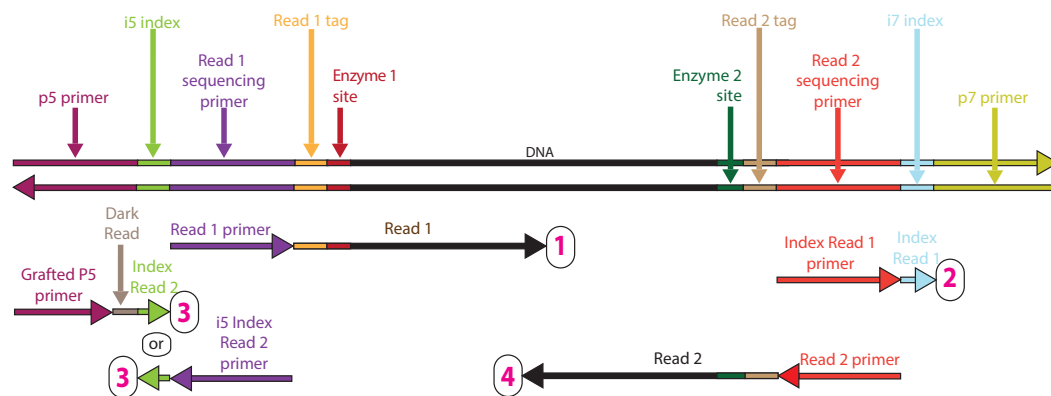 i5 index
Read 1 tag
Read 2 tag
i7 index
Read 1
sequencing
primer
Enzyme 1
site
Enzyme 2
site
Read 2
sequencing
primer
p5 primer
p7 primer
DNA
Dark
Read
Read 1 primer
Read 1
1
Index Read 1
primer
Index
Read 1
2
Grafted P5
primer
Index
Read 2
3
or
3
i5 Index
Read 2
primer
4
Read 2
Read 2 primer